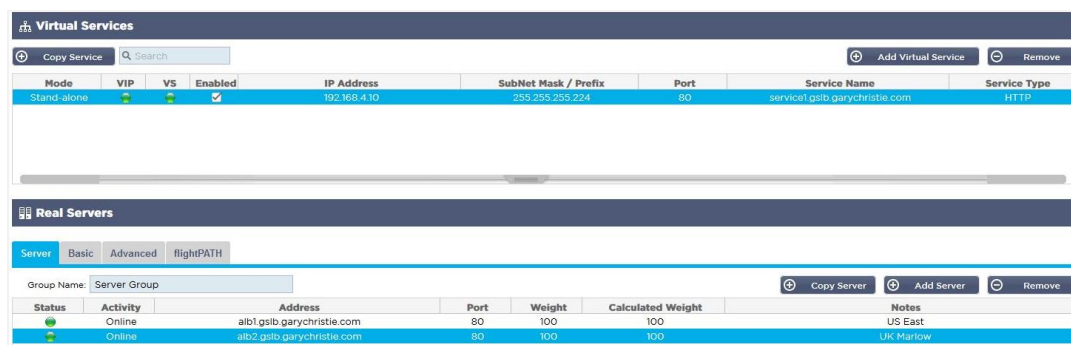 Virtual Services
Copy Service Search Add Virtual Service Remove
Mode VIP VS Enabled IP Address SubNet Mask / Prefix Port Service Name Service Type
Stand-alone 192.168.4.10 255.255.255.224 80 service1.gslb.garychristie.com HTTP
Real Servers
Server Basic Advanced flightPATH
Group Name: Server Group Copy Server Add Server Remove
Status Activity Address Port Weight Calculated Weight Notes
Online alb1.gslb.garychristie.com 80 100 100 US East
Online alb2.gslb.garychristie.com 80 100 100 UK Marlow